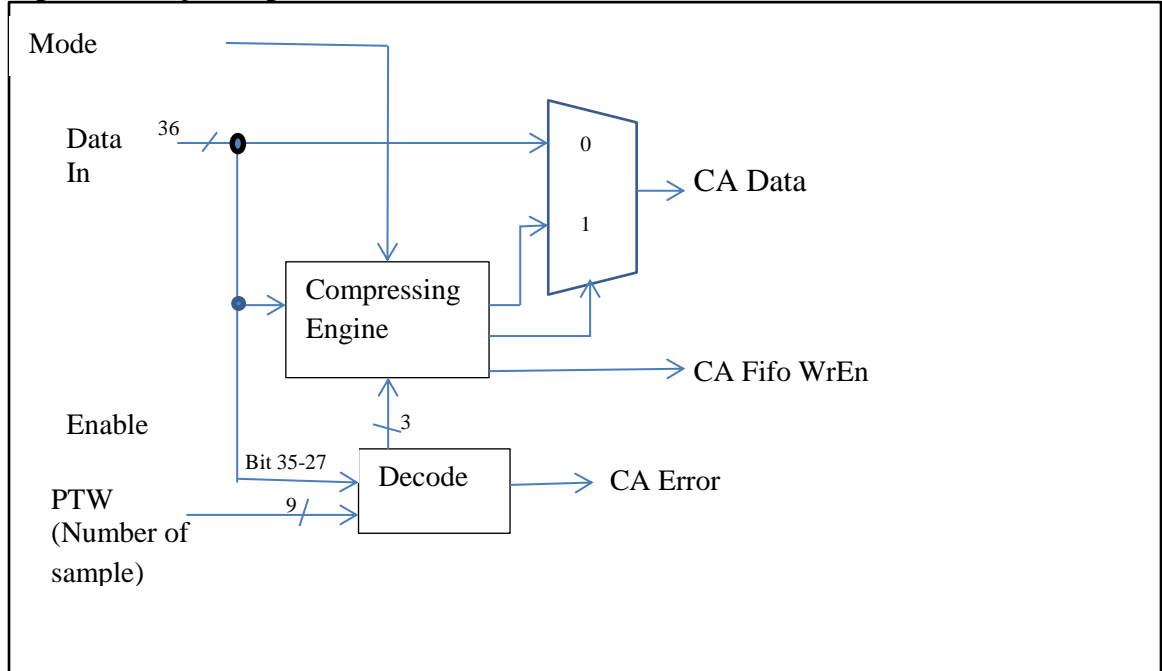 Mode
36
Data
In
0
1
CA Data
Compressing
Engine
CA Fifo WrEn
Enable
3
Bit 35-27
Decode
CA Error
PTW
9
(Number of
sample)